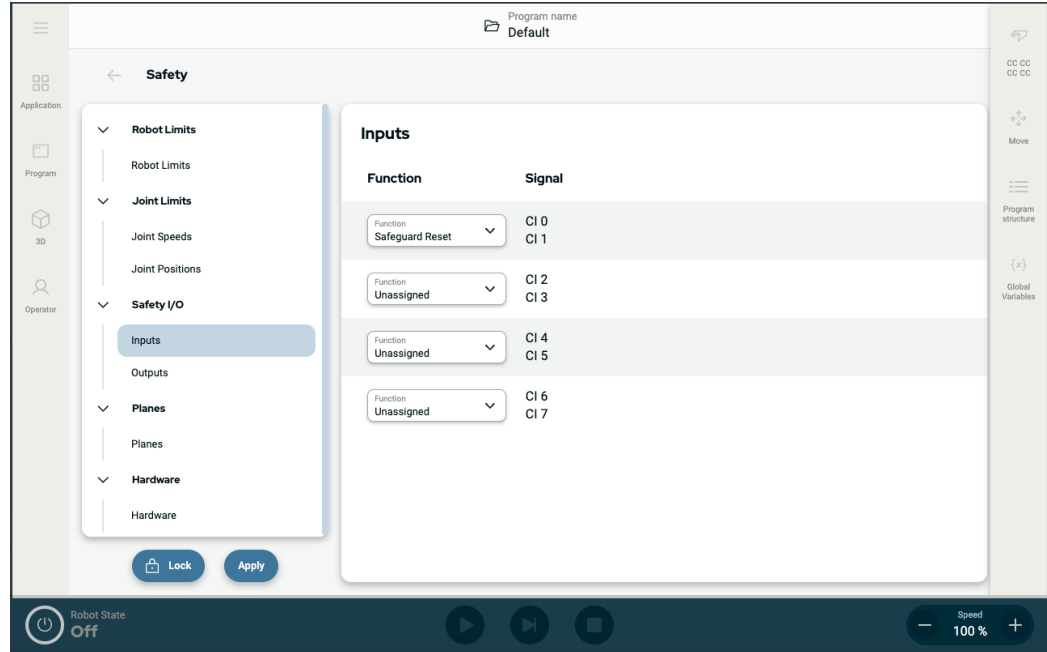 Program name
Default
Application
Program
3D
Operator
Safety
Robot Limits
Robot Limits
Joint Limits
Joint Speeds
Joint Positions
Safety I/O
Inputs
Outputs
Planes
Planes
Hardware
Hardware
Lock
Apply
Inputs
Function Signal
Function
Safeguard Reset
CI 0
CI 1
Function
Unassigned
CI 2
CI 3
Function
Unassigned
CI 4
CI 5
Function
Unassigned
CI 6
CI 7
CC CC
CC CC
Move
Program
structure
{x}
Global
Variables
Robot State
Off
Speed
100 %